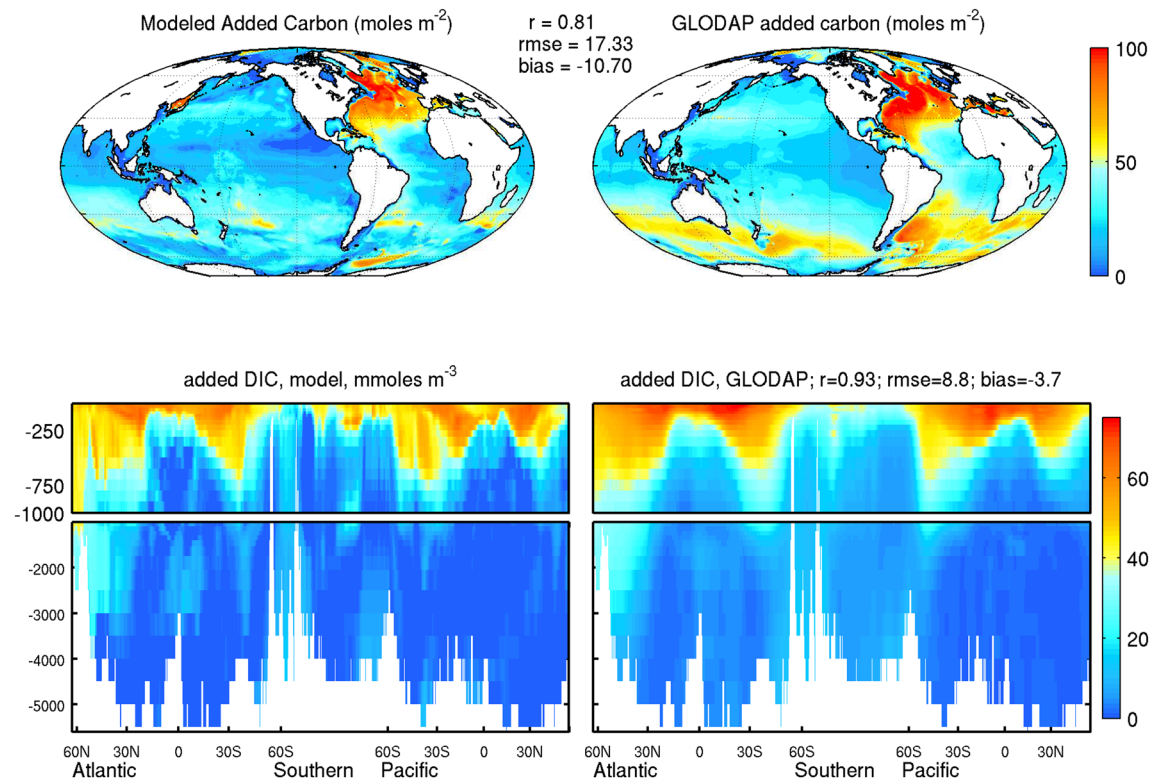 Modeled Added Carbon (moles m⁻²)
r = 0.81
rmse = 17.33
bias = -10.70
GLODAP added carbon (moles m⁻²)
100
50
0
added DIC, model, mmoles m⁻³
added DIC, GLODAP; r=0.93; rmse=8.8; bias=-3.7
-250
-750
-1000
-2000
-3000
-4000
-5000
60
40
20
0
60N 30N 0 30S 60S 60S 30S 0 30N
Atlantic Southern Pacific
60N 30N 0 30S 60S 60S 30S 0 30N
Atlantic Southern Pacific